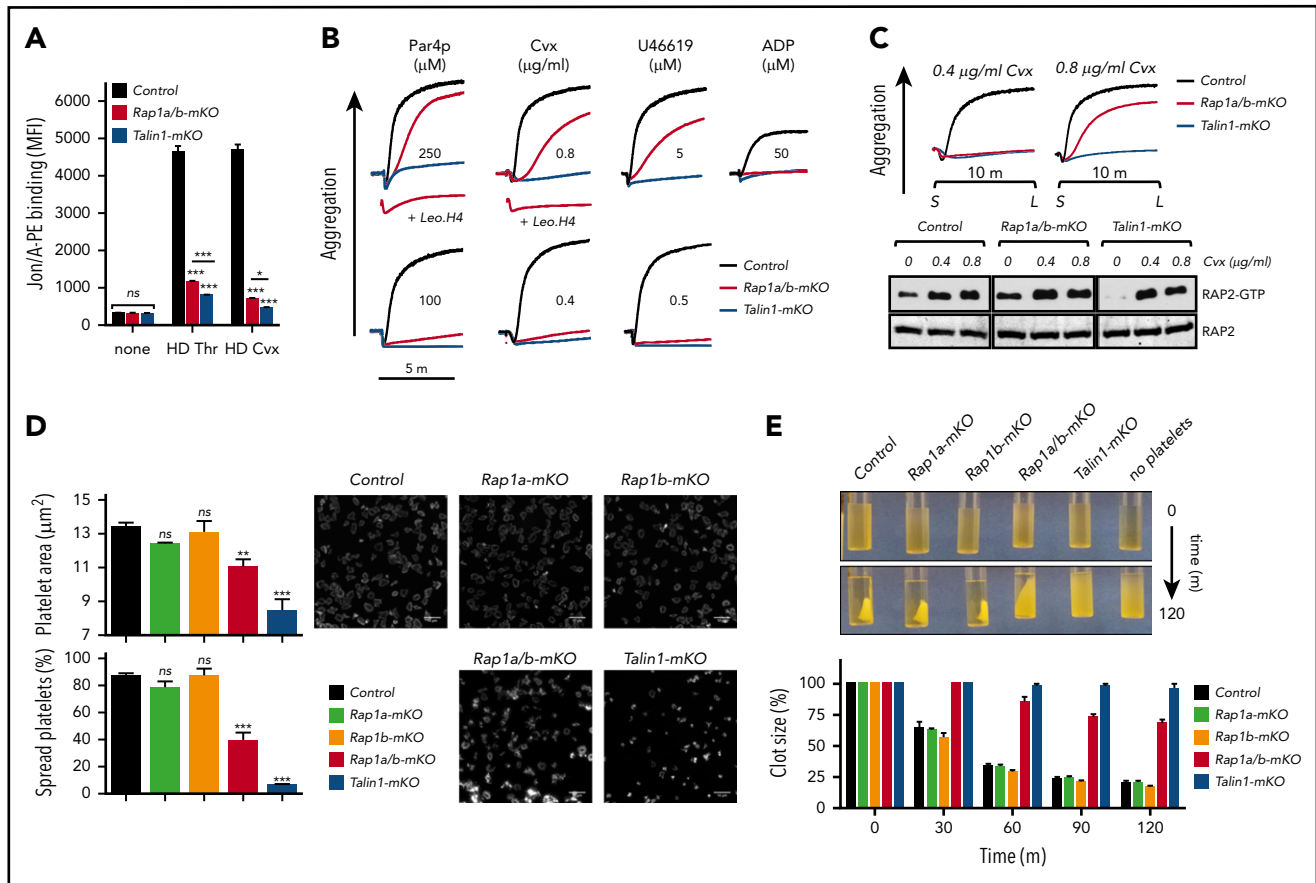 A
Jon/A-PE binding (MFI)
Control
Rap1a/b-mKO
Talin1-mKO
6000
5000
4000
3000
2000
1000
0
ns
***
***
***
*
***
***
none
HD Thr
HD Cvx
B
Aggregation
Par4p
(μM)
Cvx
(μg/ml)
U46619
(μM)
ADP
(μM)
250
0.8
5
50
+ Leo.H4
+ Leo.H4
100
0.4
0.5
Control
Rap1a/b-mKO
Talin1-mKO
5 m
C
Aggregation
0.4 μg/ml Cvx
0.8 μg/ml Cvx
Control
Rap1a/b-mKO
Talin1-mKO
10 m
10 m
S
L
S
L
Control
Rap1a/b-mKO
Talin1-mKO
0
0.4
0.8
0
0.4
0.8
0
0.4
0.8
Cvx (μg/ml)
RAP2-GTP
RAP2
D
Platelet area (μm²)
15
13
11
9
7
ns
ns
**
***
Spread platelets (%)
100
80
60
40
20
0
ns
ns
***
***
Control
Rap1a-mKO
Rap1b-mKO
Rap1a/b-mKO
Talin1-mKO
Control
Rap1a-mKO
Rap1b-mKO
Rap1a/b-mKO
Talin1-mKO
E
Control
Rap1a-mKO
Rap1b-mKO
Rap1a/b-mKO
Talin1-mKO
no platelets
0
time (m)
120
Clot size (%)
100
75
50
25
0
0
30
60
90
120
Time (m)
Control
Rap1a-mKO
Rap1b-mKO
Rap1a/b-mKO
Talin1-mKO